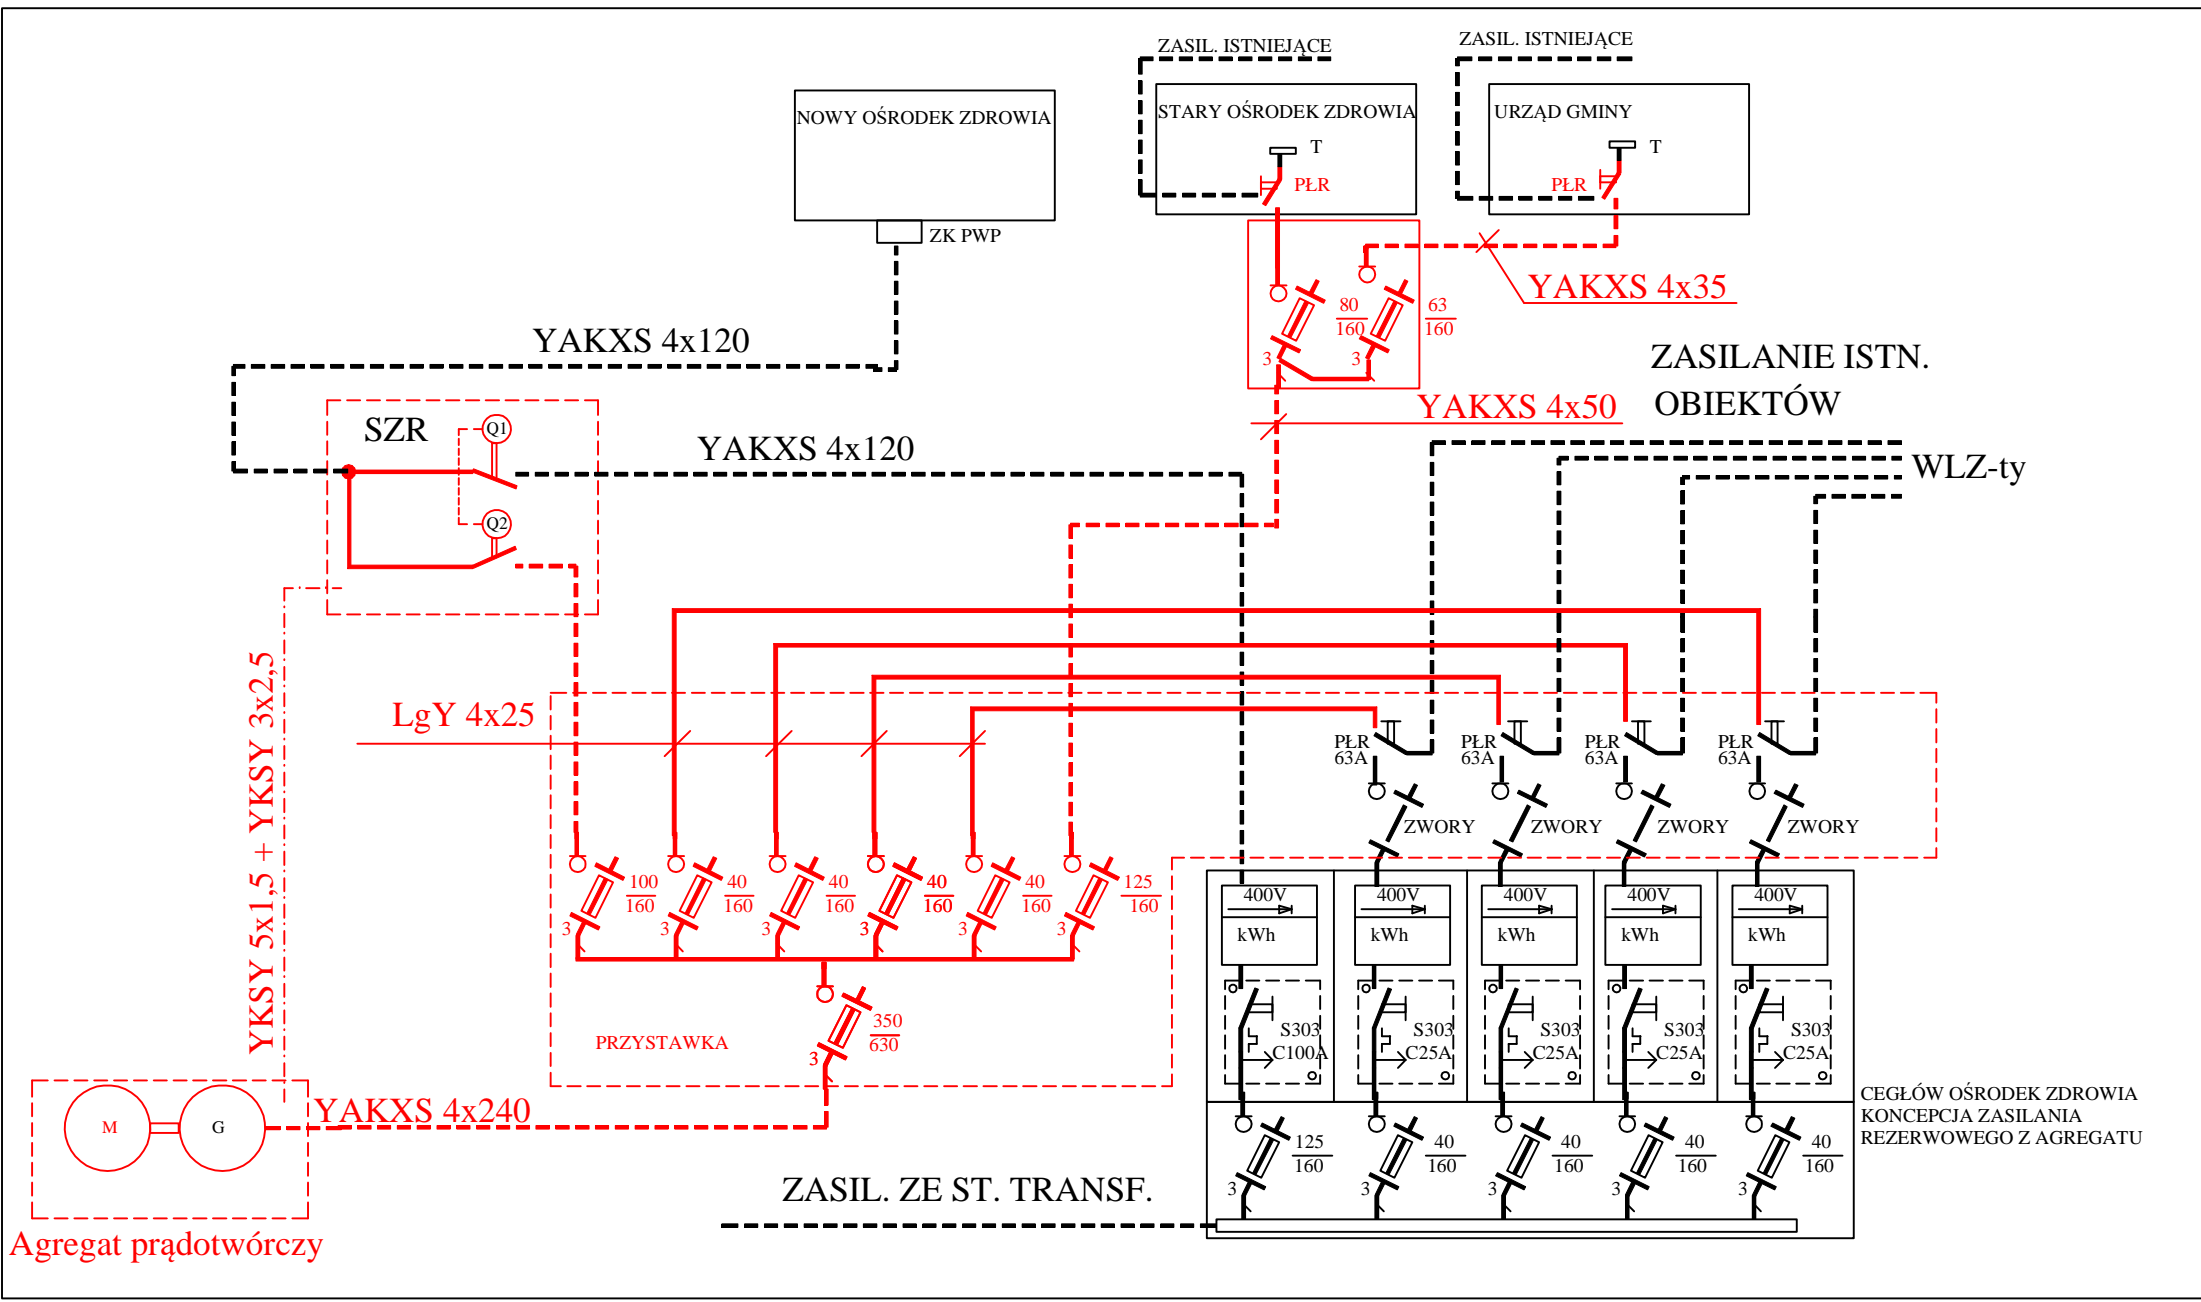 ZASIL. ISTNIEJĄCE
ZASIL. ISTNIEJĄCE
NOWY OŚRODEK ZDROWIA
STARY OŚRODEK ZDROWIA
URZĄD GMINY
T
T
PŁR
PŁR
ZK PWP
YAKXS 4x35
80
160
63
160
3
3
YAKXS 4x120
ZASILANIE ISTN.
OBIEKTÓW
YAKXS 4x50
SZR
Q1
YAKXS 4x120
WLZ-ty
Q2
YKSY 5x1,5 + YKSY 3x2,5
LgY 4x25
PŁR
63A
PŁR
63A
PŁR
63A
PŁR
63A
ZWORY
ZWORY
ZWORY
ZWORY
100
160
40
160
40
160
40
160
40
160
125
160
3
3
3
3
3
3
400V
400V
400V
400V
400V
kWh
kWh
kWh
kWh
kWh
350
630
3
PRZYSTAWKA
S303
C100A
S303
C25A
S303
C25A
S303
C25A
S303
C25A
M
G
YAKXS 4x240
CEGŁÓW OŚRODEK ZDROWIA
KONCEPCJA ZASILANIA
REZERWOWEGO Z AGREGATU
125
160
40
160
40
160
40
160
40
160
3
3
3
3
3
ZASIL. ZE ST. TRANSF.
Agregat prądotwórczy